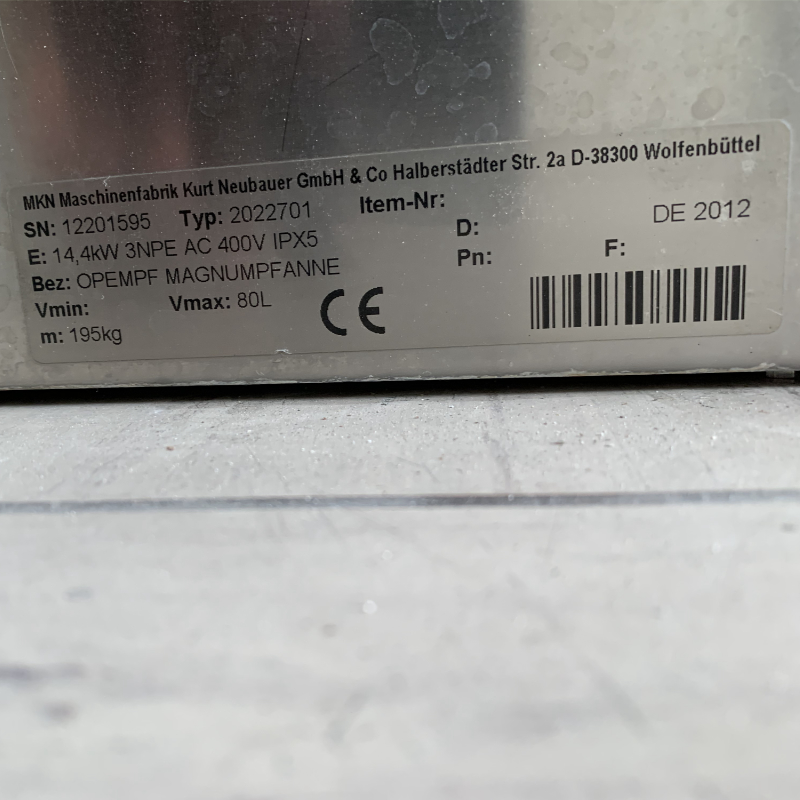 MKN Maschinenfabrik Kurt Neubauer GmbH & Co Halberstädter Str. 2a D-38300 Wolfenbüttel
SN: 12201595 Typ: 2022701 Item-Nr: DE 2012
E: 14,4kW 3NPE AC 400V IPX5 D:
Bez: OPEMPF MAGNUMPFANNE Pn: F:
Vmin: Vmax: 80L CE
m: 195kg